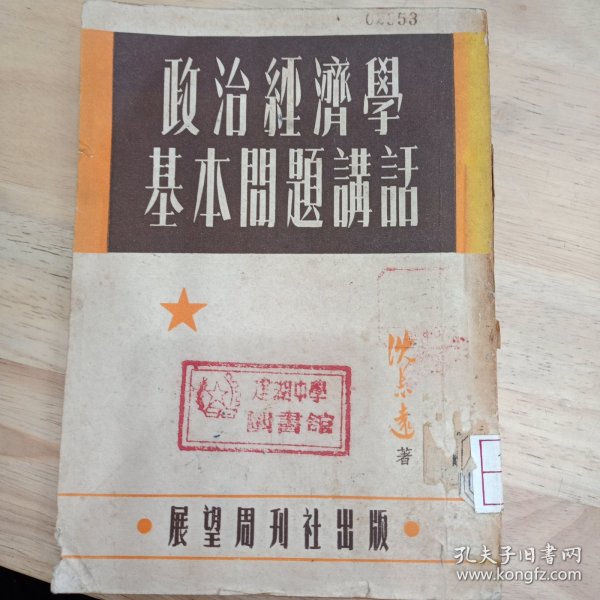 02953
政治經濟學
基本問題講話
沈志遠
著
建湖中學
圖書館
展望周刊社出版
孔夫子旧书网
www.kongfz.com